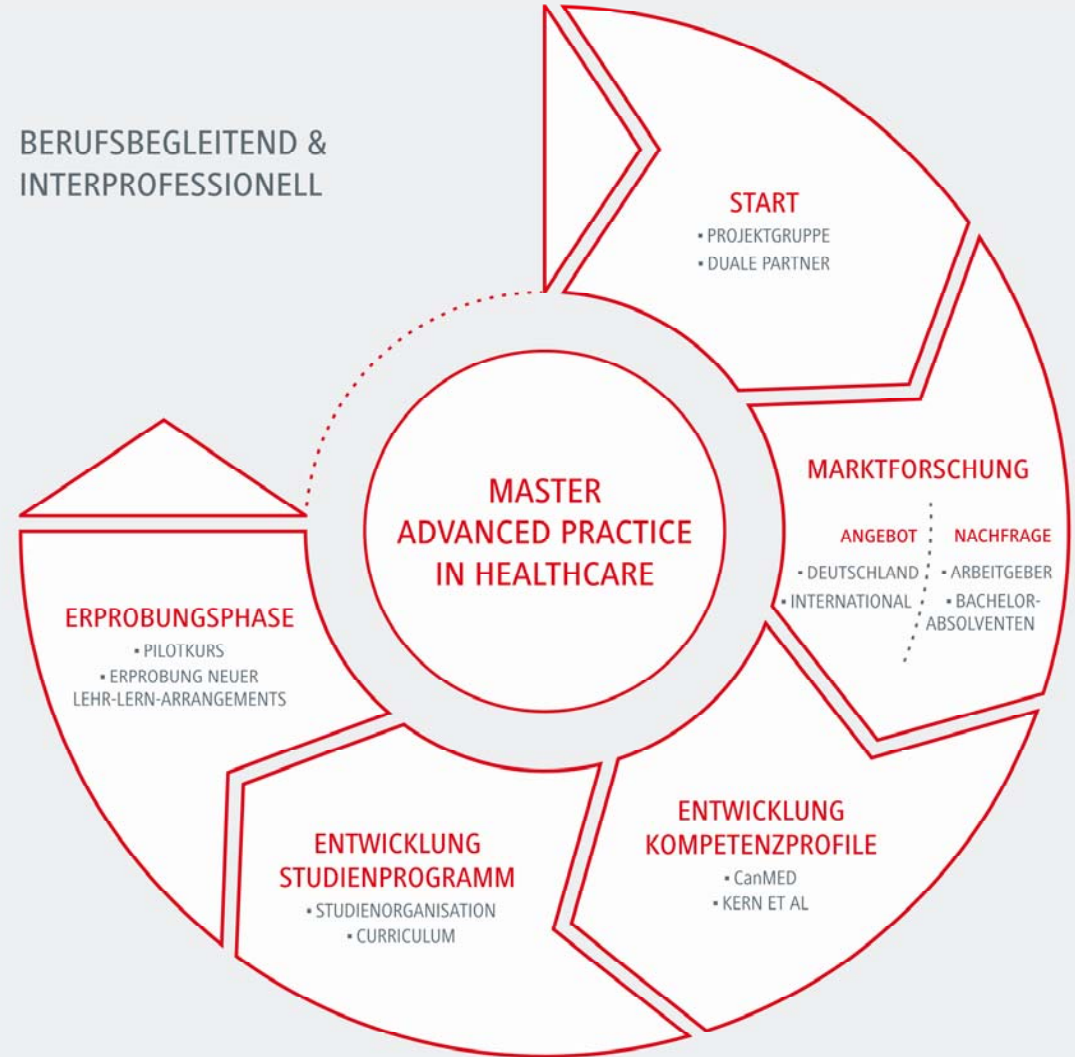 BERUFSBEGLEITEND &
INTERPROFESSIONELL
START
▪ PROJEKTGRUPPE
▪ DUALE PARTNER
MARKTFORSCHUNG
ANGEBOT
▪ DEUTSCHLAND
▪ INTERNATIONAL
NACHFRAGE
▪ ARBEITGEBER
▪ BACHELOR-
ABSOLVENTEN
ENTWICKLUNG
KOMPETENZPROFILE
▪ CanMED
▪ KERN ET AL
ENTWICKLUNG
STUDIENPROGRAMM
▪ STUDIENORGANISATION
▪ CURRICULUM
ERPROBUNGSPHASE
▪ PILOTKURS
▪ ERPROBUNG NEUER
LEHR-LERN-ARRANGEMENTS
MASTER
ADVANCED PRACTICE
IN HEALTHCARE